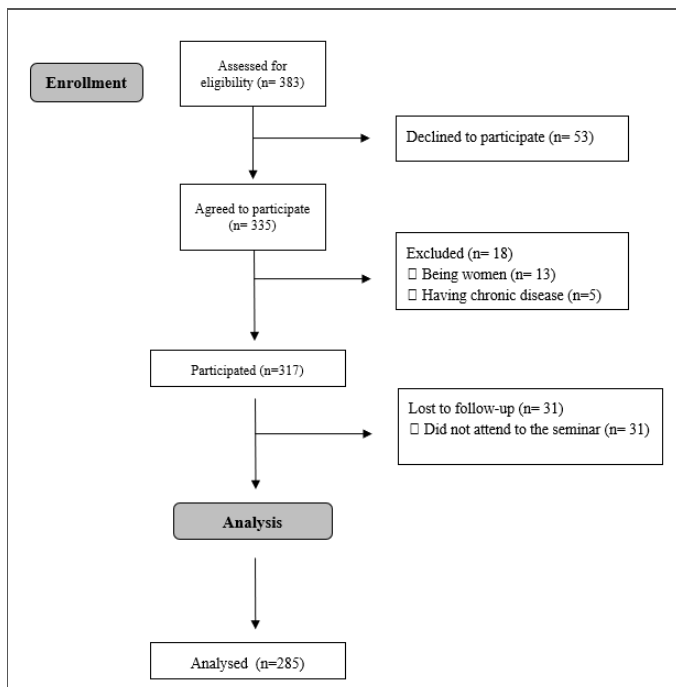 Assessed for
eligibility (n= 383)
Enrollment
Declined to participate (n= 53)
Agreed to participate
(n= 335)
Excluded (n= 18)
□ Being women (n= 13)
□ Having chronic disease (n=5)
Participated (n=317)
Lost to follow-up (n= 31)
□ Did not attend to the seminar (n= 31)
Analysis
Analysed (n=285)